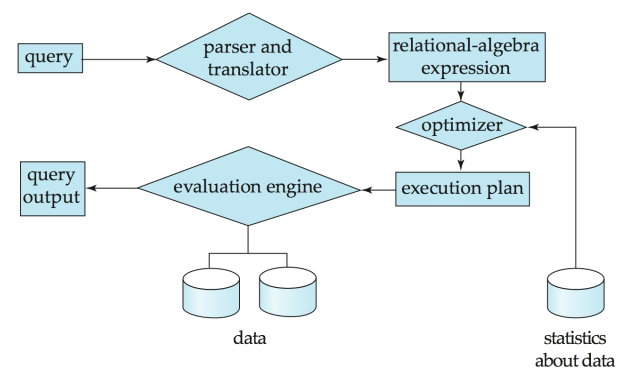 query
parser and
translator
relational-algebra
expression
optimizer
query
output
evaluation engine
execution plan
data
statistics
about data